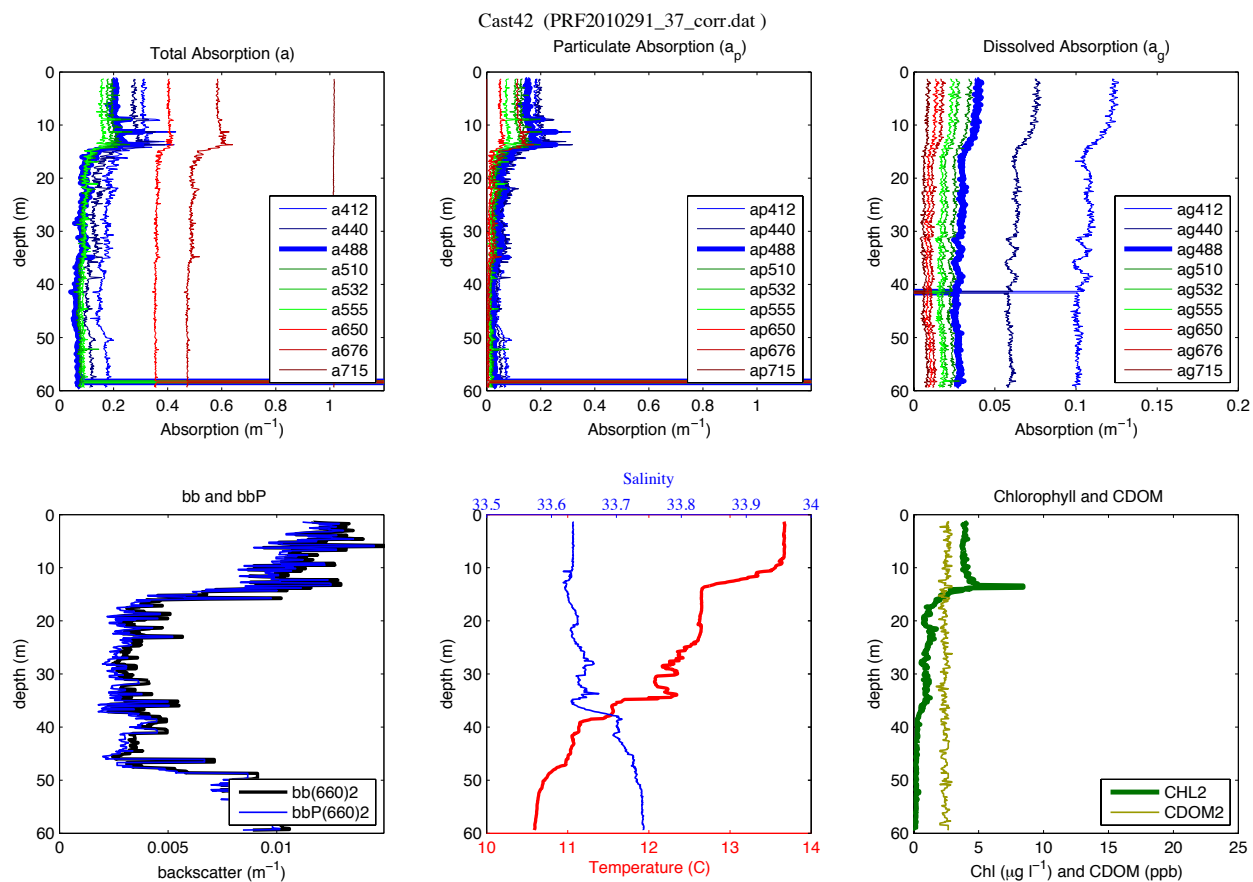 Cast42 (PRF2010291_37_corr.dat )
Total Absorption (a)
0
10
20
30
40
50
60
depth (m)
0
0.2
0.4
0.6
0.8
1
Absorption (m⁻¹)
a412
a440
a488
a510
a532
a555
a650
a676
a715
Particulate Absorption (aₚ)
0
10
20
30
40
50
60
depth (m)
0
0.2
0.4
0.6
0.8
1
Absorption (m⁻¹)
ap412
ap440
ap488
ap510
ap532
ap555
ap650
ap676
ap715
Dissolved Absorption (a_g)
0
10
20
30
40
50
60
depth (m)
0
0.05
0.1
0.15
0.2
Absorption (m⁻¹)
ag412
ag440
ag488
ag510
ag532
ag555
ag650
ag676
ag715
bb and bbP
0
10
20
30
40
50
60
depth (m)
0
0.005
0.01
backscatter (m⁻¹)
bb(660)2
bbP(660)2
Salinity
33.5
33.6
33.7
33.8
33.9
34
0
10
20
30
40
50
60
depth (m)
10
11
12
13
14
Temperature (C)
Chlorophyll and CDOM
0
10
20
30
40
50
60
depth (m)
0
5
10
15
20
25
Chl (μg l⁻¹) and CDOM (ppb)
CHL2
CDOM2